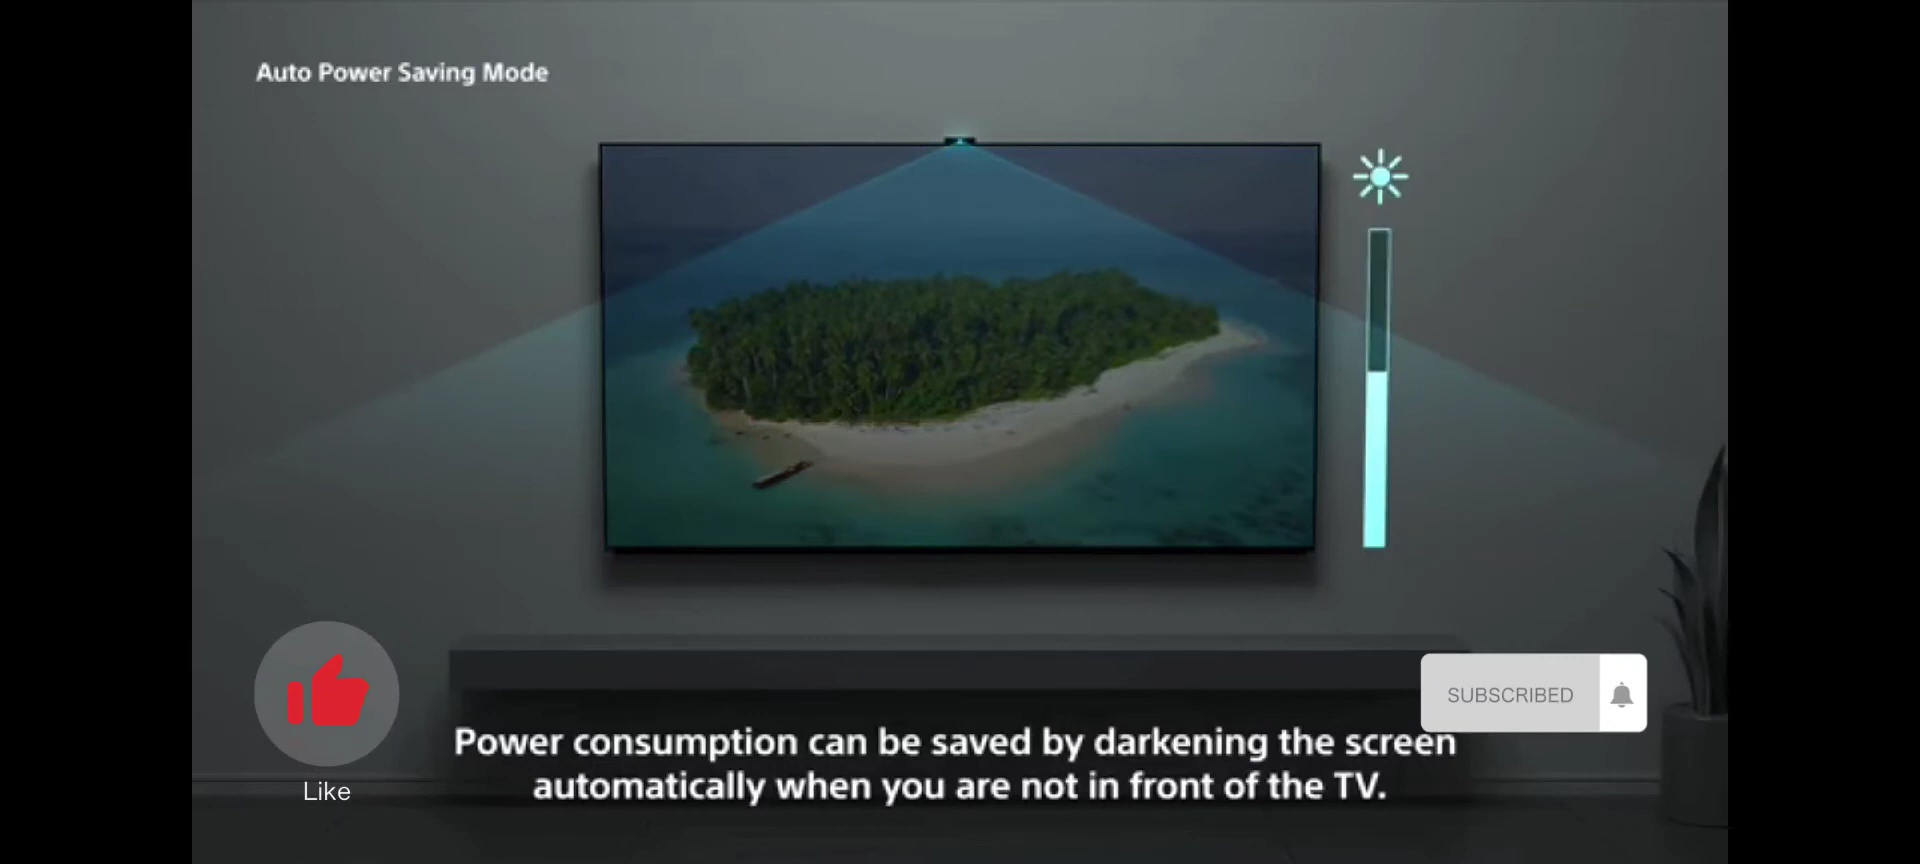 Auto Power Saving Mode
SUBSCRIBED
Power consumption can be saved by darkening the screen
automatically when you are not in front of the TV.
Like